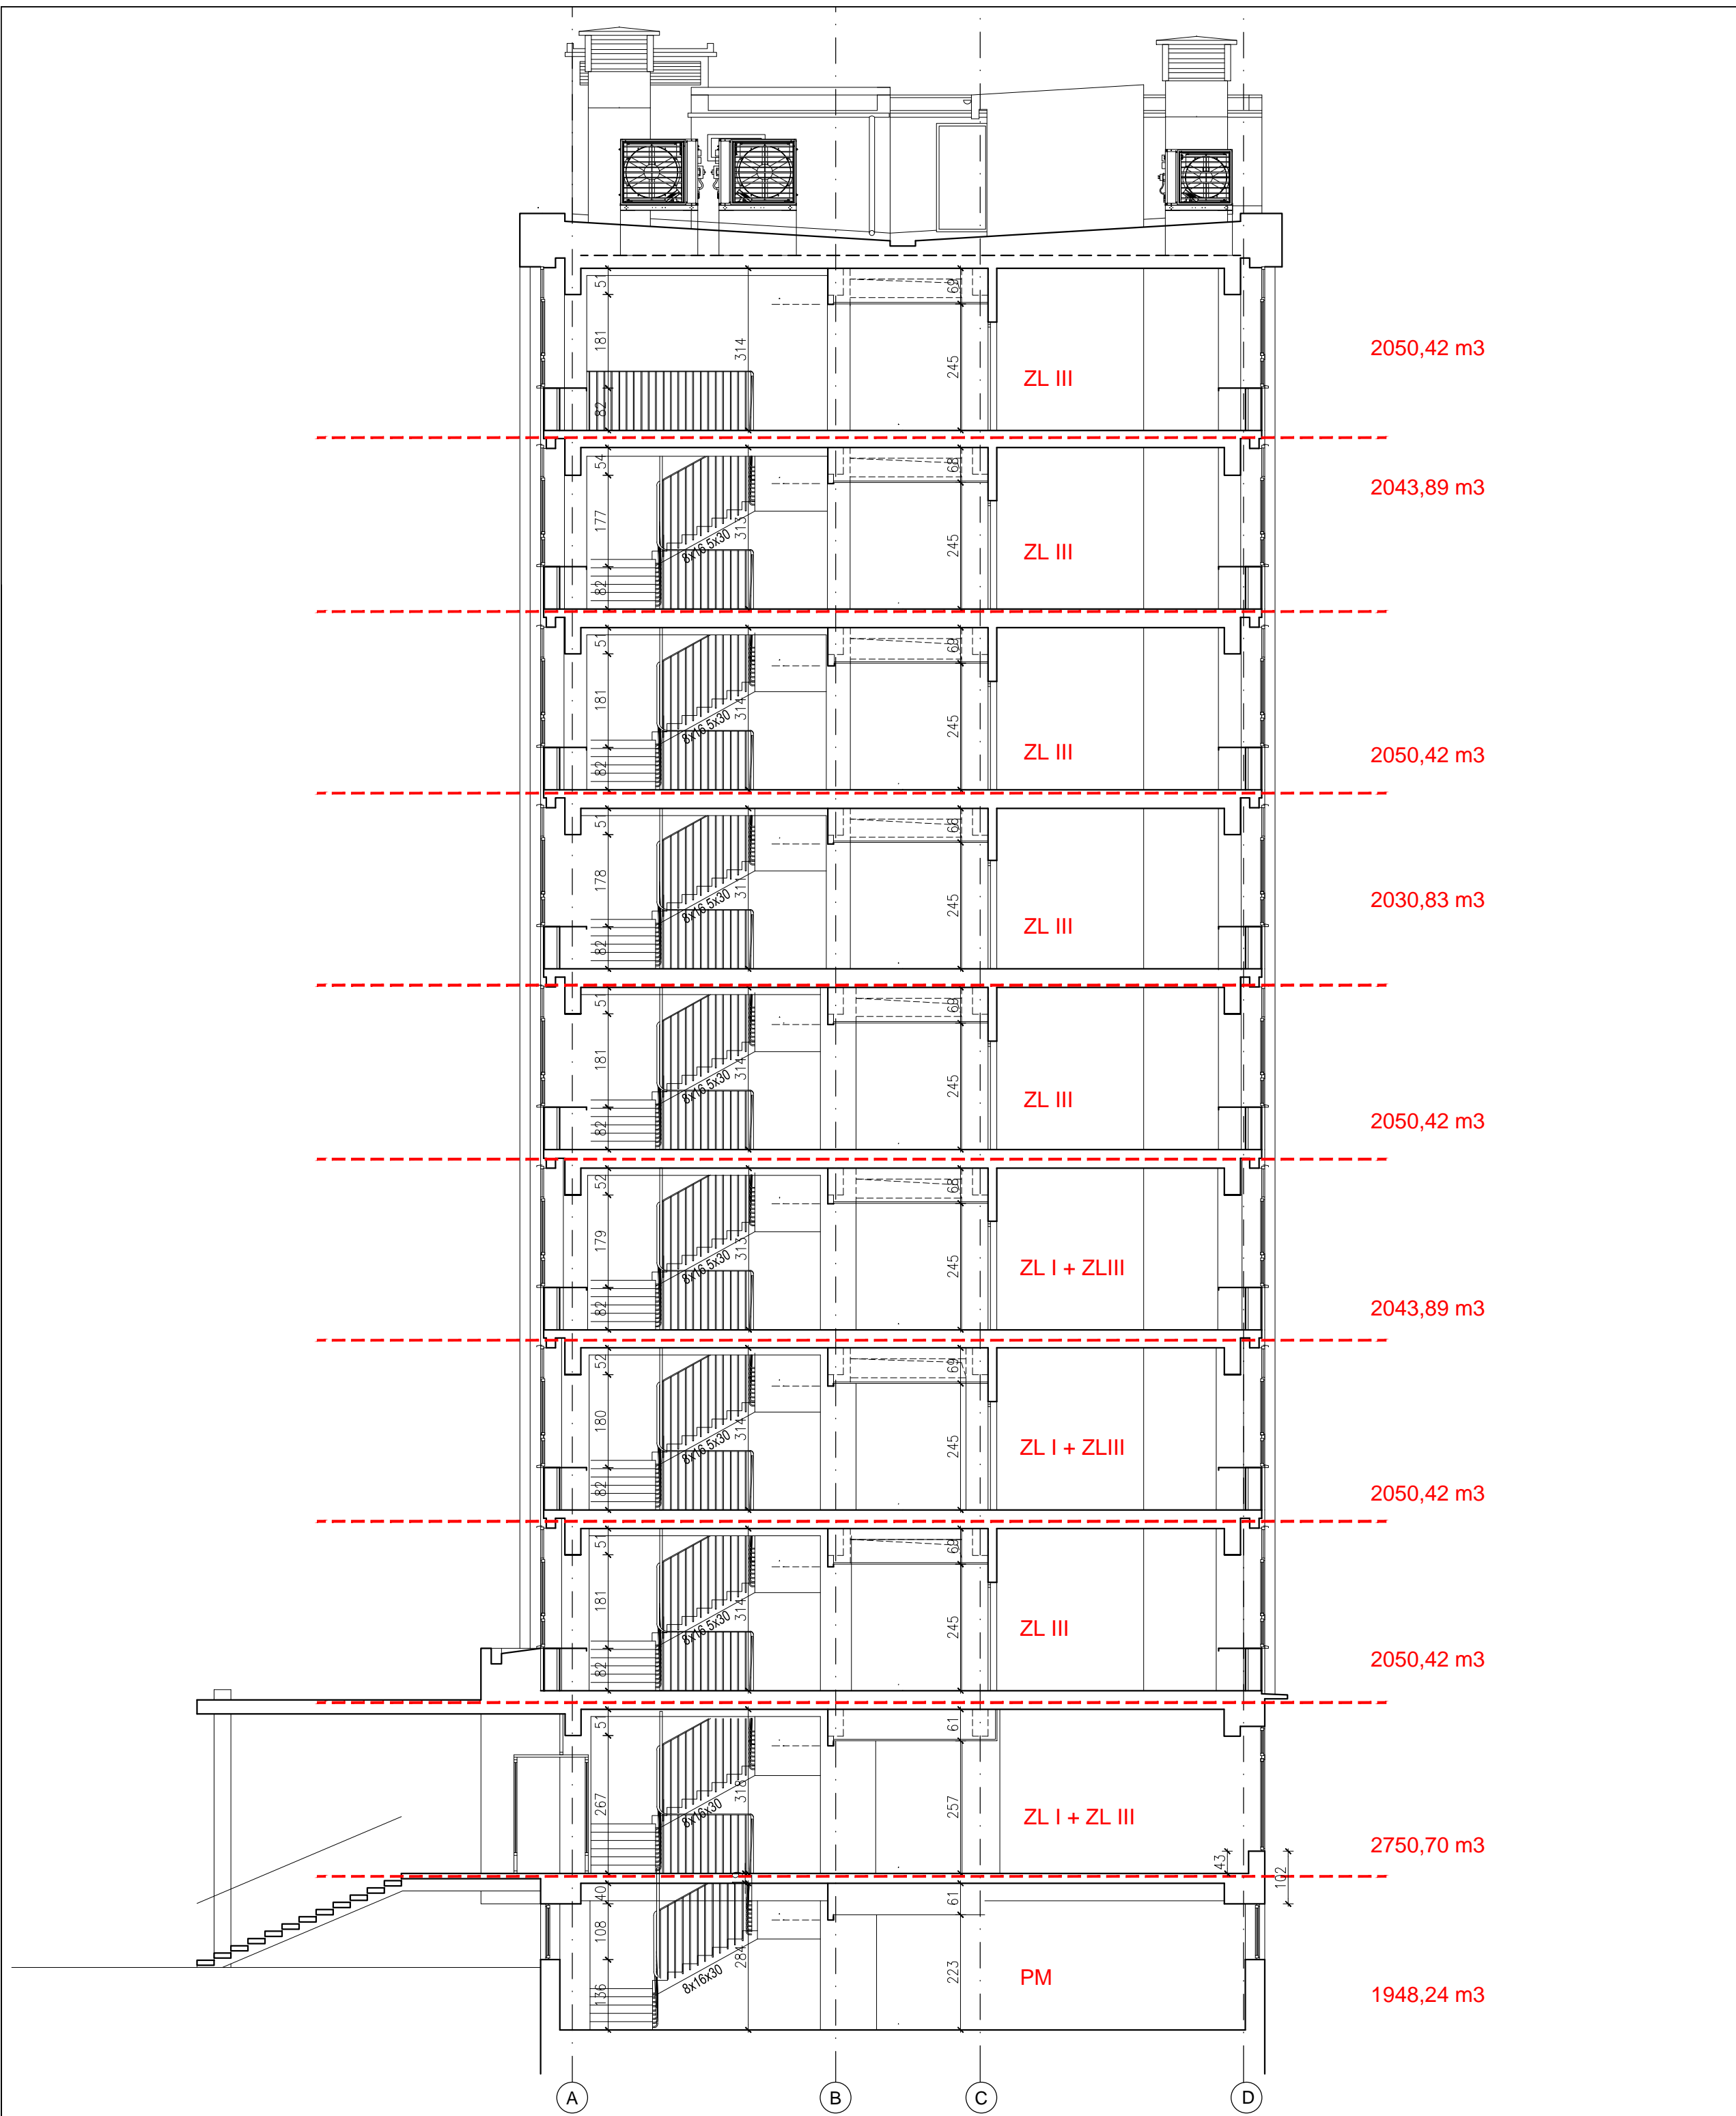 51
69
181
314
2050,42 m3
245
ZL III
82
54
68
2043,89 m3
177
313
8x16,5x30
245
ZL III
82
51
69
181
314
8x16,5x30
245
ZL III
2050,42 m3
82
51
66
178
311
8x16,5x30
2030,83 m3
245
ZL III
82
51
69
181
314
8x16,5x30
245
ZL III
2050,42 m3
82
52
68
179
313
8x16,5x30
245
ZL I + ZLIII
82
2043,89 m3
52
69
180
314
8x16,5x30
245
ZL I + ZLIII
82
2050,42 m3
51
69
181
314
8x16,5x30
245
ZL III
82
2050,42 m3
51
61
267
318
8x16x30
257
ZL I + ZL III
2750,70 m3
43
102
40
61
108
284
8x16x30
223
PM
136
1948,24 m3
A
B
C
D